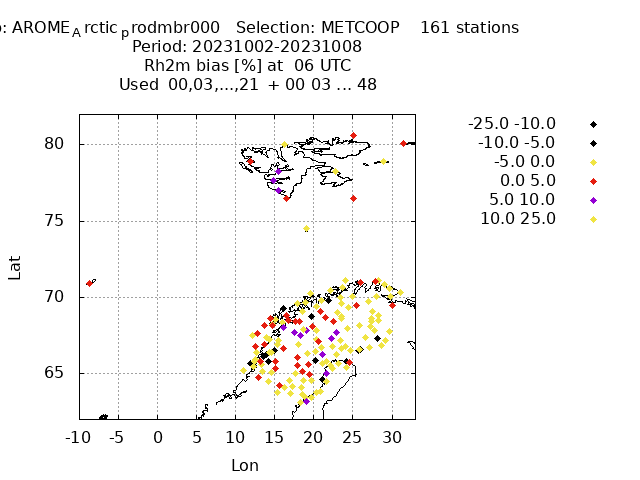 : AROME_Arctic_prodmbr000 Selection: METCOOP 161 stations
Period: 20231002-20231008
Rh2m bias [%] at 06 UTC
Used 00,03,...,21 + 00 03 ... 48
-25.0 -10.0
-10.0 -5.0
-5.0 0.0
0.0 5.0
5.0 10.0
10.0 25.0
80
75
70
65
Lat
-10 -5 0 5 10 15 20 25 30
Lon